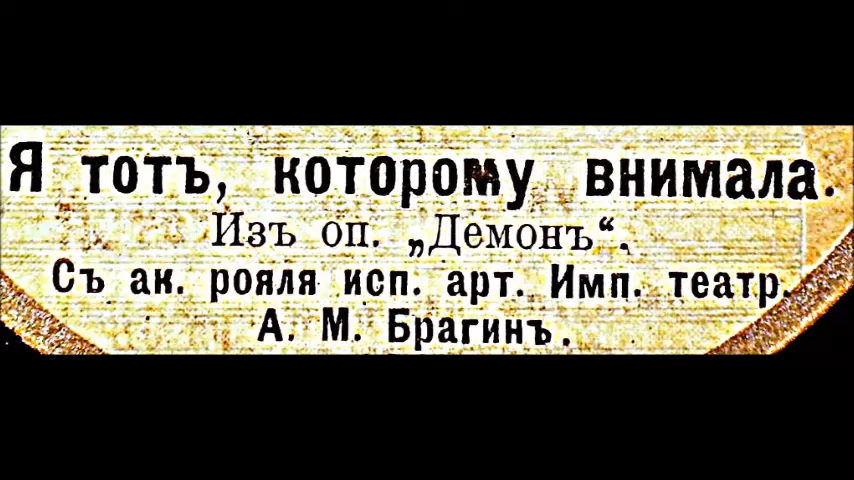 Я тотъ, которому внимала.
Изъ оп. „Демонъ“.
Съ ак. рояля исп. арт. Имп. театр.
А. М. Брагинъ.